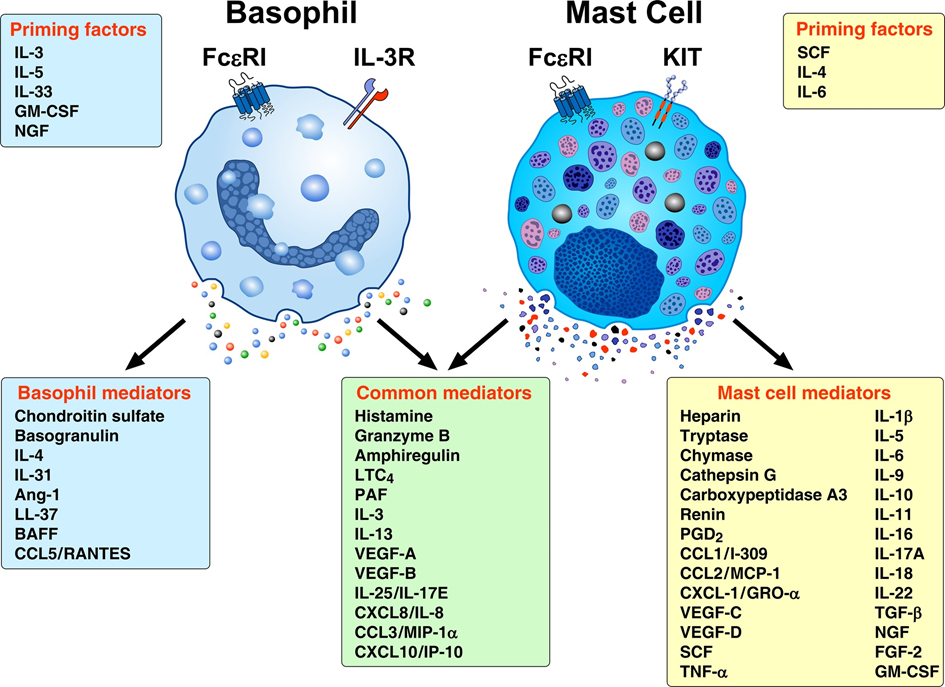 Basophil
Mast Cell
Priming factors
IL-3
IL-5
IL-33
GM-CSF
NGF
FcεRI
IL-3R
FcεRI
KIT
Priming factors
SCF
IL-4
IL-6
Basophil mediators
Chondroitin sulfate
Basogranulin
IL-4
IL-31
Ang-1
LL-37
BAFF
CCL5/RANTES
Common mediators
Histamine
Granzyme B
Amphiregulin
LTC₄
PAF
IL-3
IL-13
VEGF-A
VEGF-B
IL-25/IL-17E
CXCL8/IL-8
CCL3/MIP-1α
CXCL10/IP-10
Mast cell mediators
Heparin
Tryptase
Chymase
Cathepsin G
Carboxypeptidase A3
Renin
PGD₂
CCL1/I-309
CCL2/MCP-1
CXCL-1/GRO-α
VEGF-C
VEGF-D
SCF
TNF-α
IL-1β
IL-5
IL-6
IL-9
IL-10
IL-11
IL-16
IL-17A
IL-18
IL-22
TGF-β
NGF
FGF-2
GM-CSF